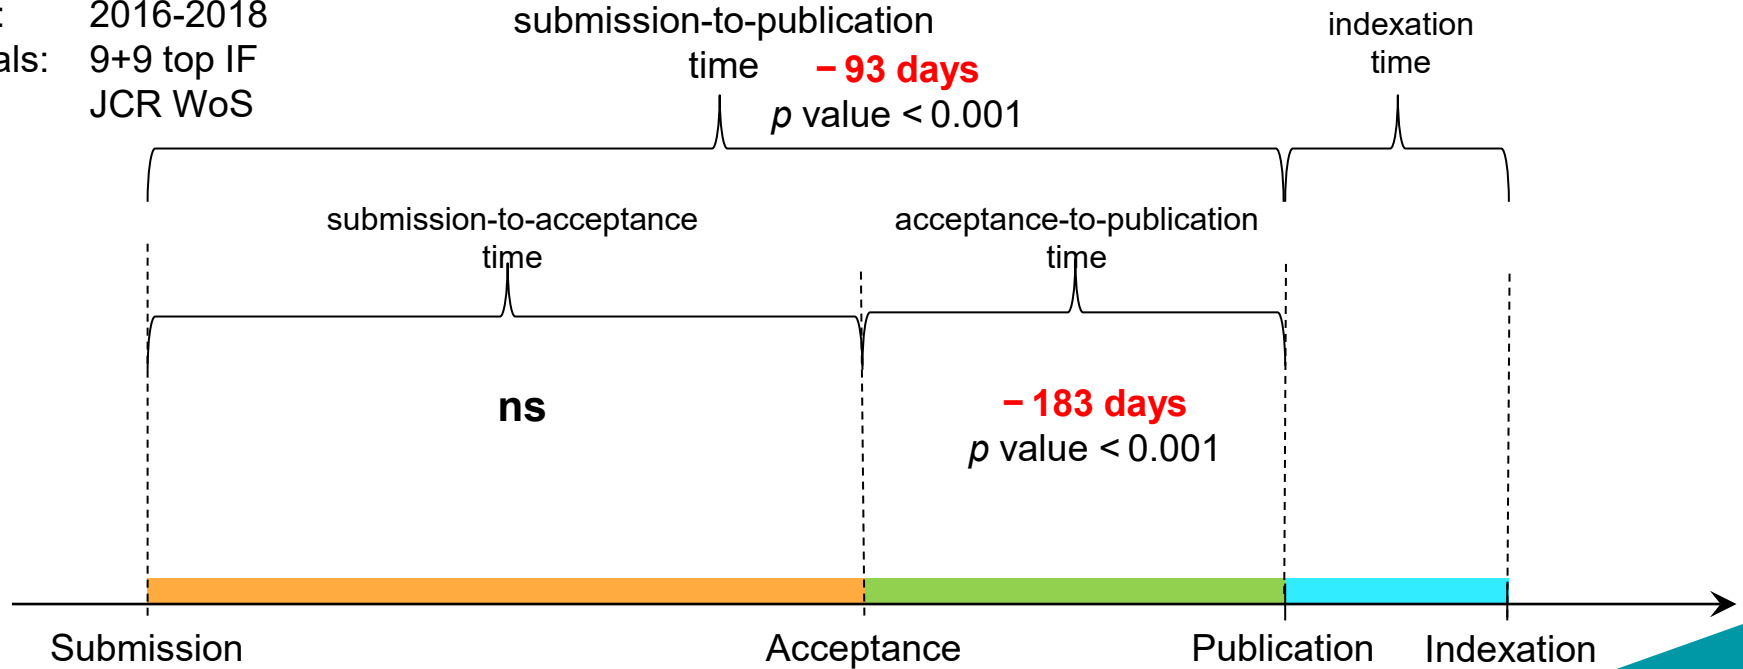 : 2016-2018
als: 9+9 top IF
JCR WoS
submission-to-publication
time − 93 days
p value < 0.001
indexation
time
submission-to-acceptance
time
acceptance-to-publication
time
ns
− 183 days
p value < 0.001
Submission Acceptance Publication Indexation